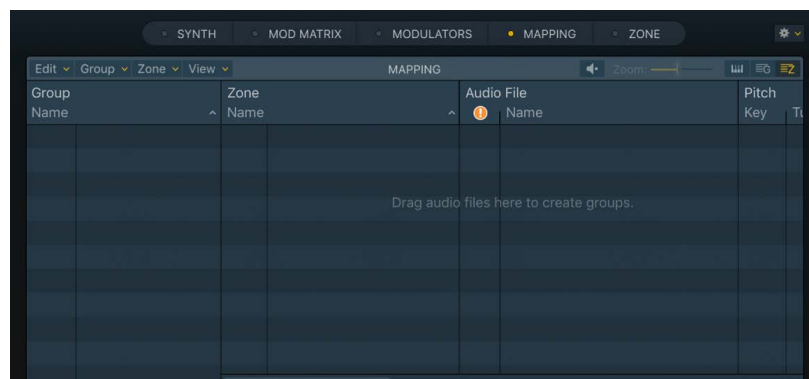 SYNTH MOD MATRIX MODULATORS MAPPING ZONE
Edit Group Zone View MAPPING Zoom: G Z
Group Zone Audio File Pitch
Name Name ! Name Key Tu
Drag audio files here to create groups.